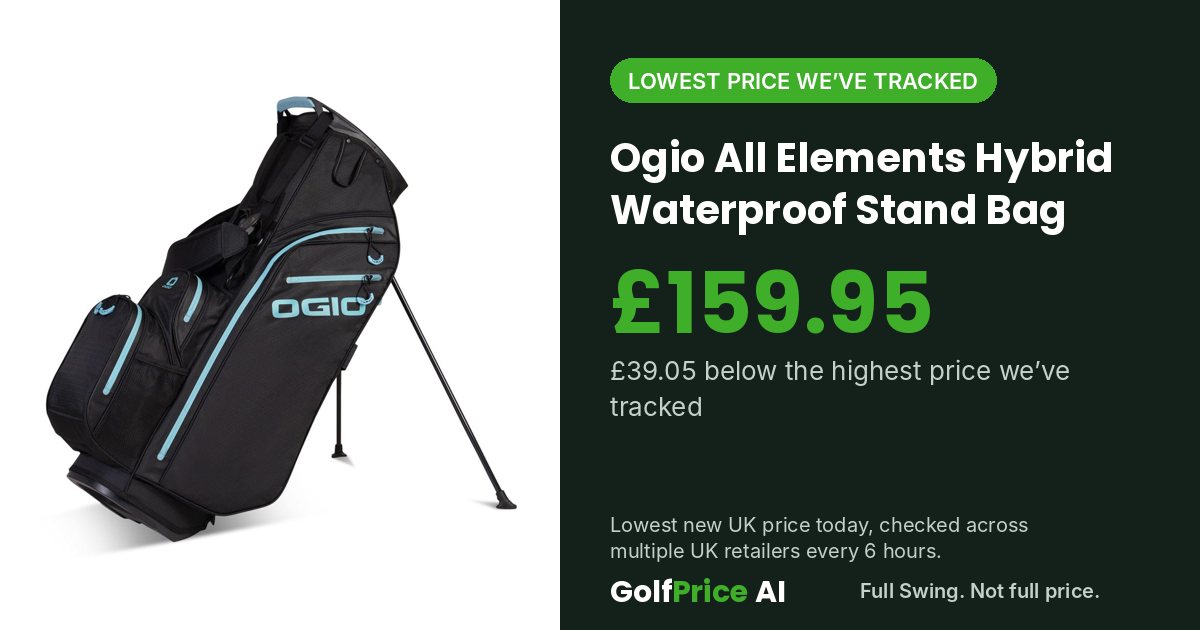 OGIO
LOWEST PRICE WE’VE TRACKED
Ogio All Elements Hybrid
Waterproof Stand Bag
£159.95
£39.05 below the highest price we’ve
tracked
Lowest new UK price today, checked across
multiple UK retailers every 6 hours.
GolfPrice AI
Full Swing. Not full price.